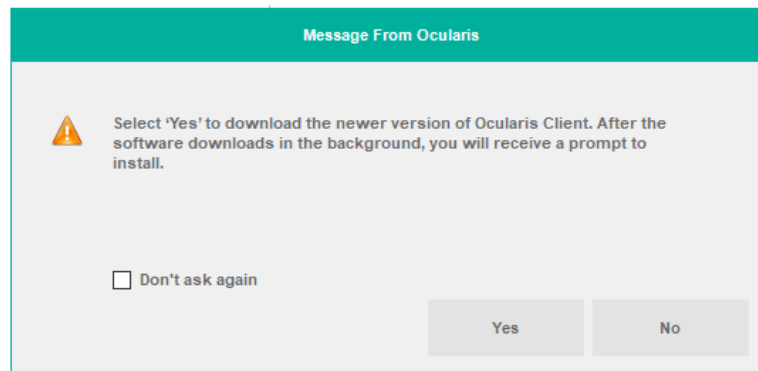 Message From Ocularis
Select ‘Yes’ to download the newer version of Ocularis Client. After the
software downloads in the background, you will receive a prompt to
install.
Don't ask again
Yes
No